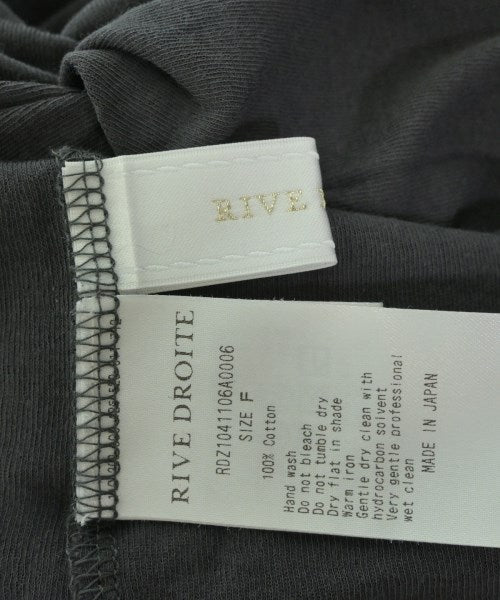 RIVE
RIVE DROITE
RDZ1041106A0006
SIZE F
100% Cotton
Hand wash
Do not bleach
Do not tumble dry
Dry flat in shade
Warm iron
Gentle dry clean with
hydrocarbon solvent
Very gentle professional
wet clean
MADE IN JAPAN